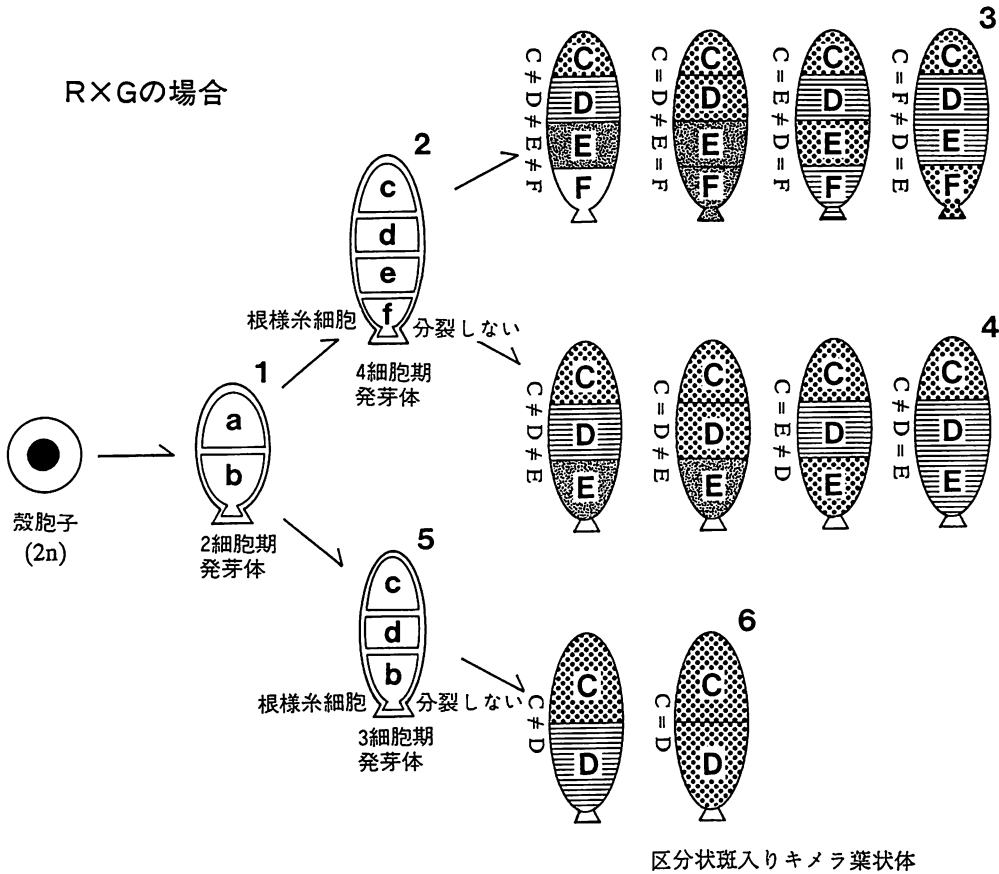 R×Gの場合
殻胞子
(2n)
1
a
b
2細胞期
発芽体
2
c
d
e
f
根様糸細胞
分裂しない
4細胞期
発芽体
3
C≠D≠E≠F
C
D
E
F
C=D≠E=F
C
D
E
F
C=E≠D=F
C
D
E
F
C=F≠D=E
C
D
E
F
4
C≠D≠E
C
D
E
C=D≠E
C
D
E
C=E≠D
C
D
E
C≠D=E
C
D
E
5
c
d
b
根様糸細胞
分裂しない
3細胞期
発芽体
6
C≠D
C
D
C=D
C
D
区分状斑入りキメラ葉状体